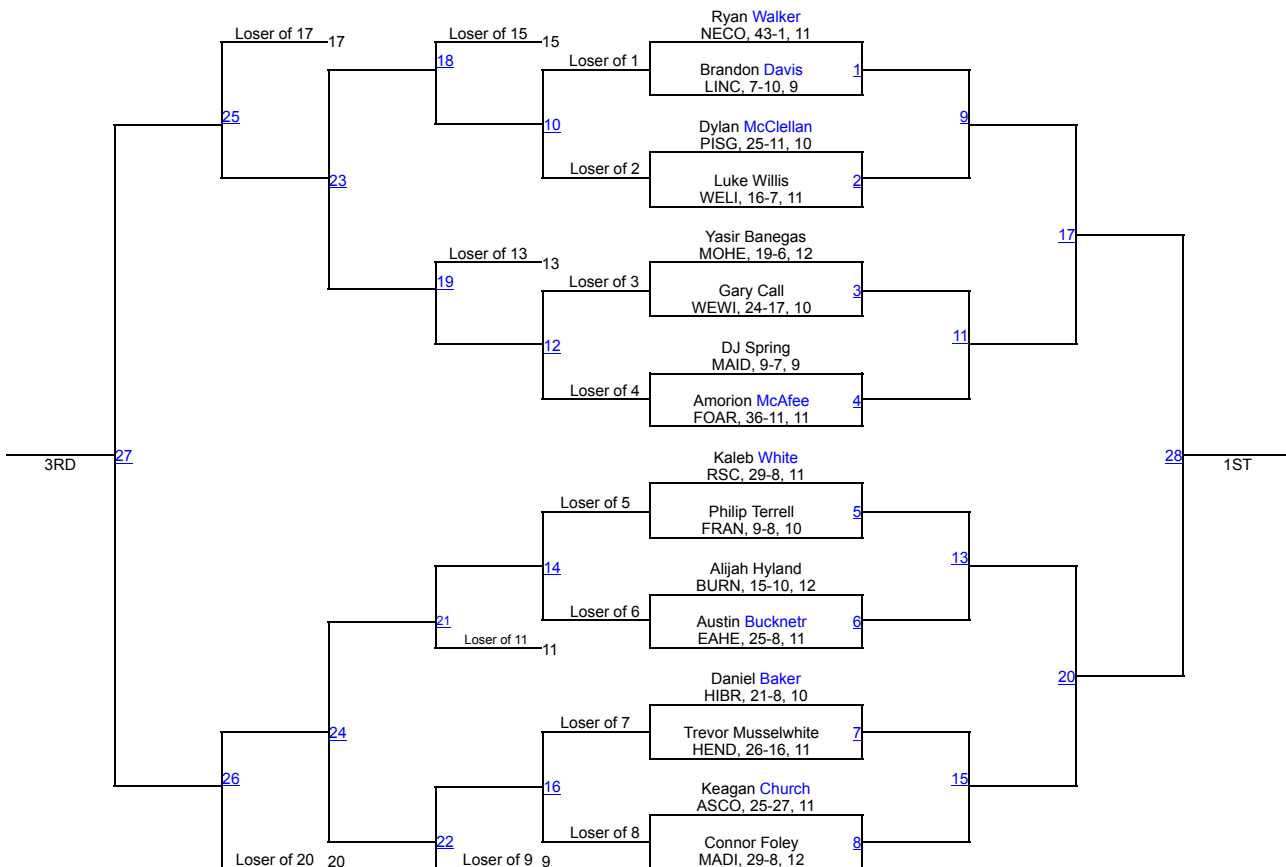 Ryan Walker
NECO, 43-1, 11
Loser of 17
17
Loser of 15
15
Loser of 1
18
Brandon Davis
LINC, 7-10, 9
1
25
10
9
Dylan McClellan
PISG, 25-11, 10
Loser of 2
23
Luke Willis
WELI, 16-7, 11
2
Yasir Banegas
MOHE, 19-6, 12
17
Loser of 13
13
Loser of 3
19
Gary Call
WEWI, 24-17, 10
3
12
11
DJ Spring
MAID, 9-7, 9
Loser of 4
Amorion McAfee
FOAR, 36-11, 11
4
3RD
27
Kaleb White
RSC, 29-8, 11
28
1ST
Loser of 5
Philip Terrell
FRAN, 9-8, 10
5
14
13
Alijah Hyland
BURN, 15-10, 12
Loser of 6
21
Austin Bucknetr
EAHE, 25-8, 11
6
Loser of 11
11
Daniel Baker
HIBR, 21-8, 10
20
Loser of 7
24
Trevor Musselwhite
HEND, 26-16, 11
7
26
16
15
Keagan Church
ASCO, 25-27, 11
Loser of 8
22
Connor Foley
MADI, 29-8, 12
8
Loser of 20
20
Loser of 9
9